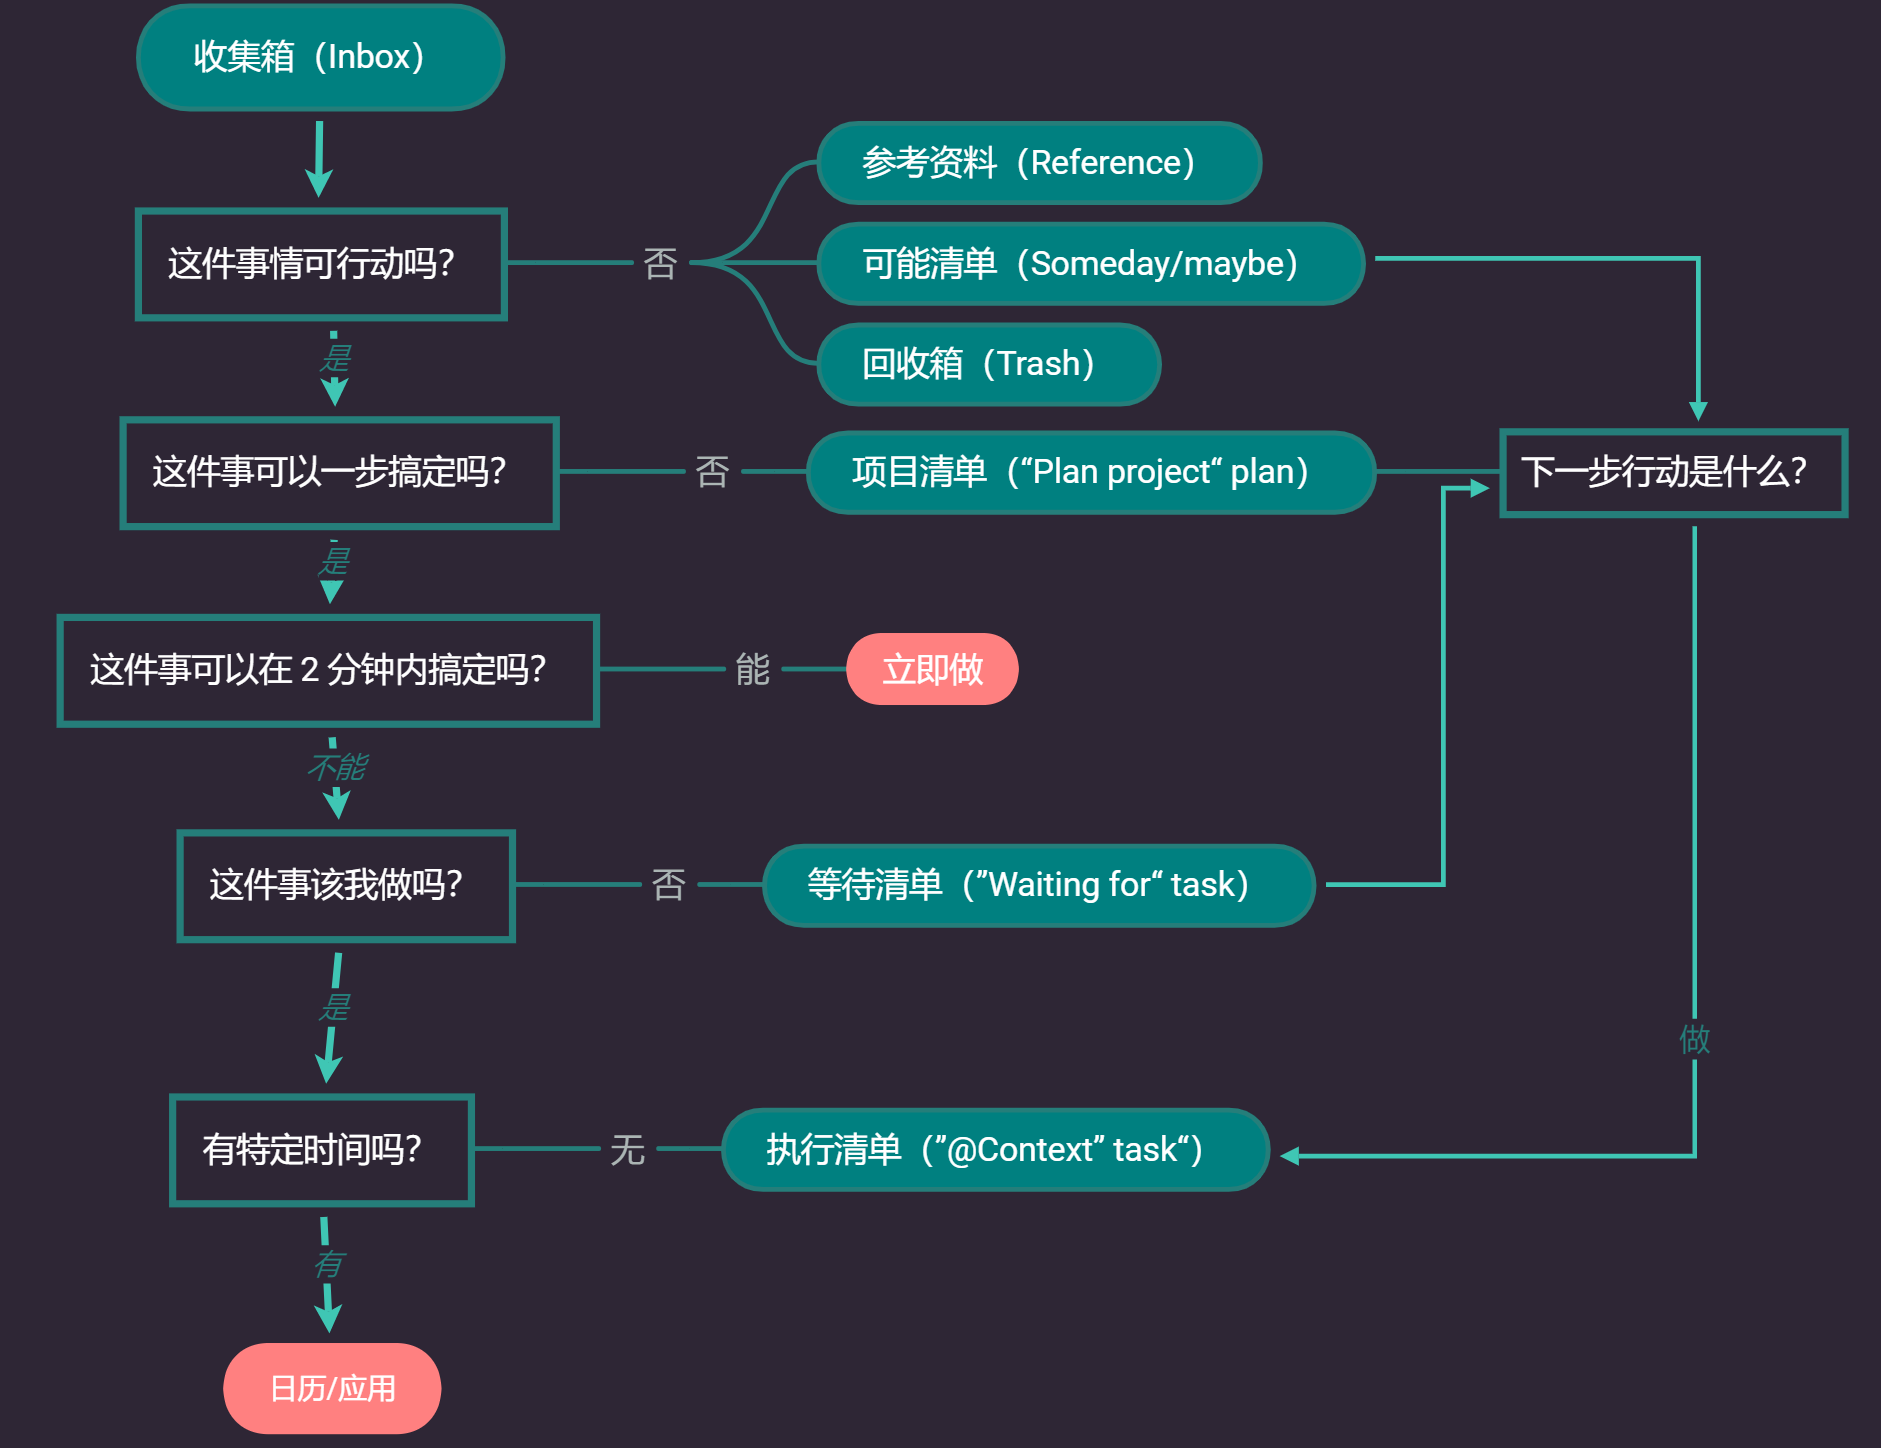 收集箱（Inbox）
参考资料（Reference）
这件事情可行动吗？
否
可能清单（Someday/maybe）
是
回收箱（Trash）
这件事可以一步搞定吗？
否
项目清单（“Plan project“ plan）
下一步行动是什么？
是
这件事可以在 2 分钟内搞定吗？
能
立即做
不能
这件事该我做吗？
否
等待清单（”Waiting for“ task）
是
做
有特定时间吗？
无
执行清单（”@Context” task“）
有
日历/应用